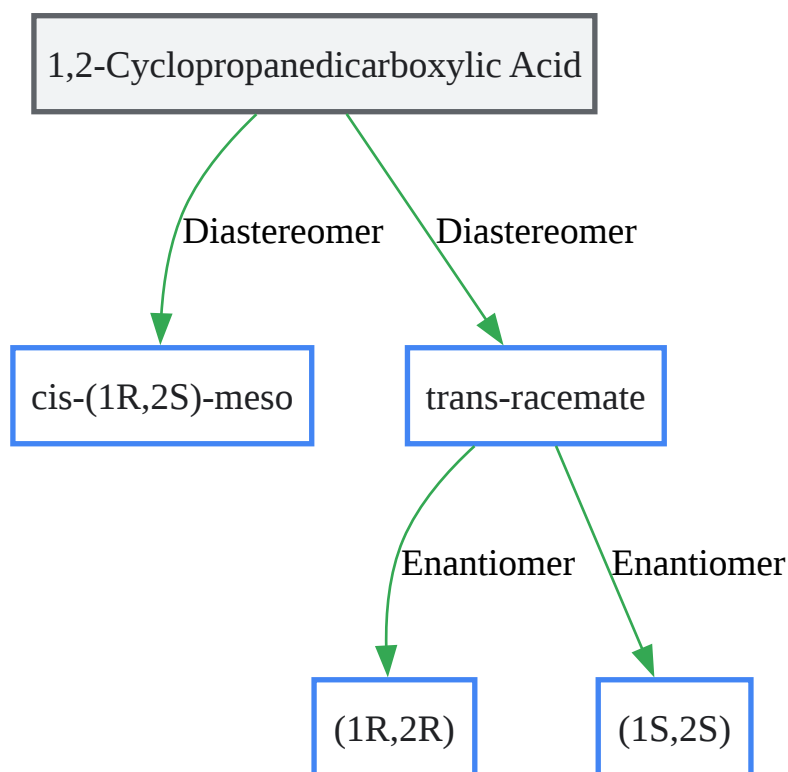 1,2-Cyclopropanedicarboxylic Acid
Diastereomer
Diastereomer
cis-(1R,2S)-meso
trans-racemate
Enantiomer
Enantiomer
(1R,2R)
(1S,2S)